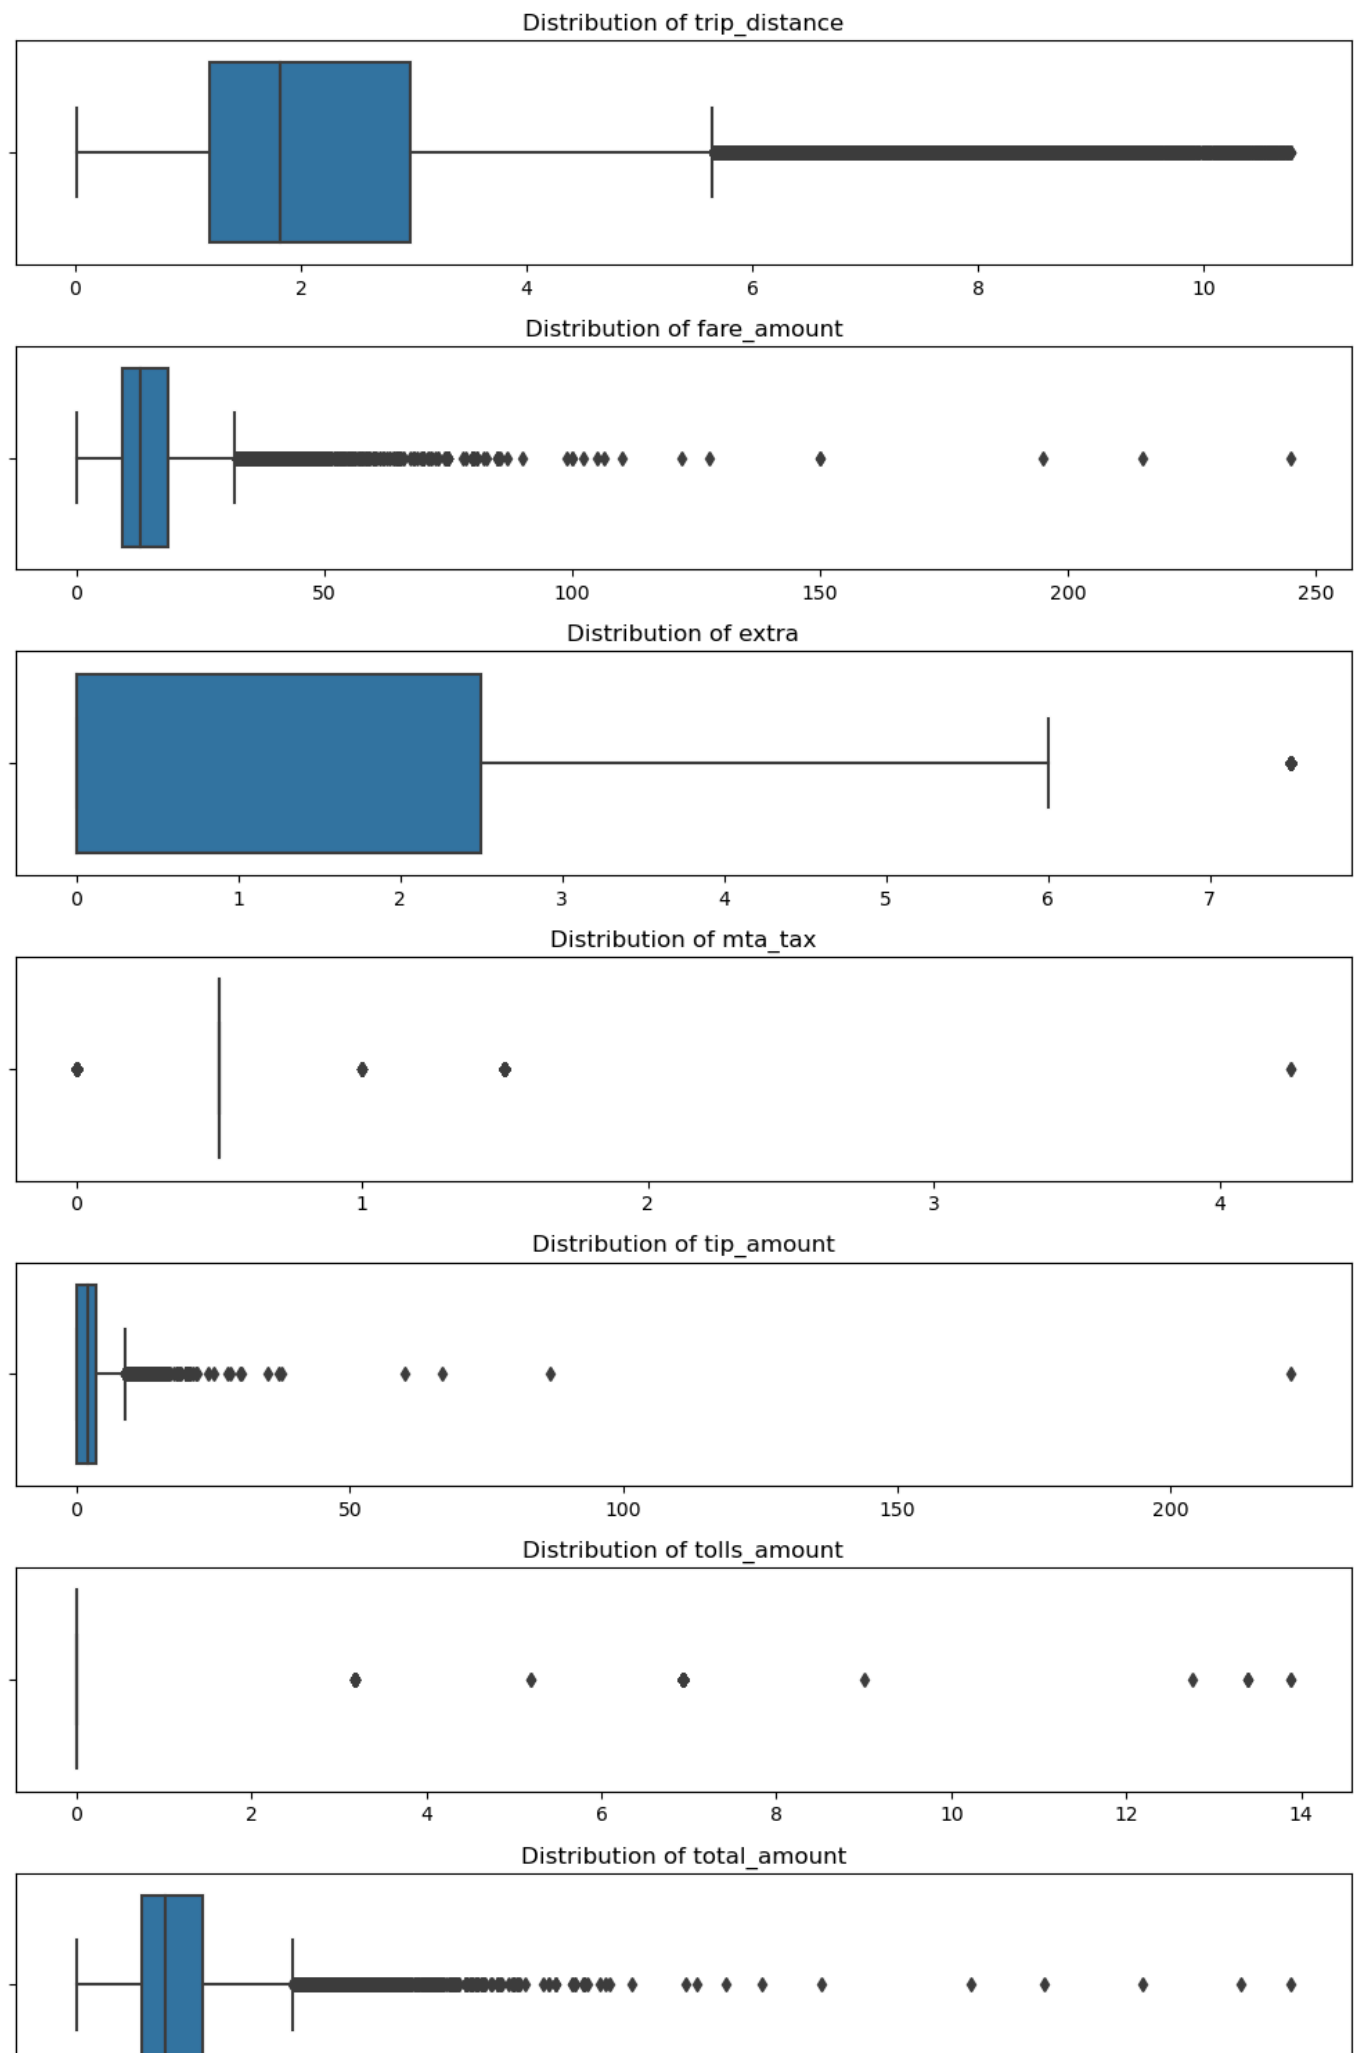 Distribution of trip_distance
0 2 4 6 8 10
Distribution of fare_amount
0 50 100 150 200 250
Distribution of extra
0 1 2 3 4 5 6 7
Distribution of mta_tax
0 1 2 3 4
Distribution of tip_amount
0 50 100 150 200
Distribution of tolls_amount
0 2 4 6 8 10 12 14
Distribution of total_amount